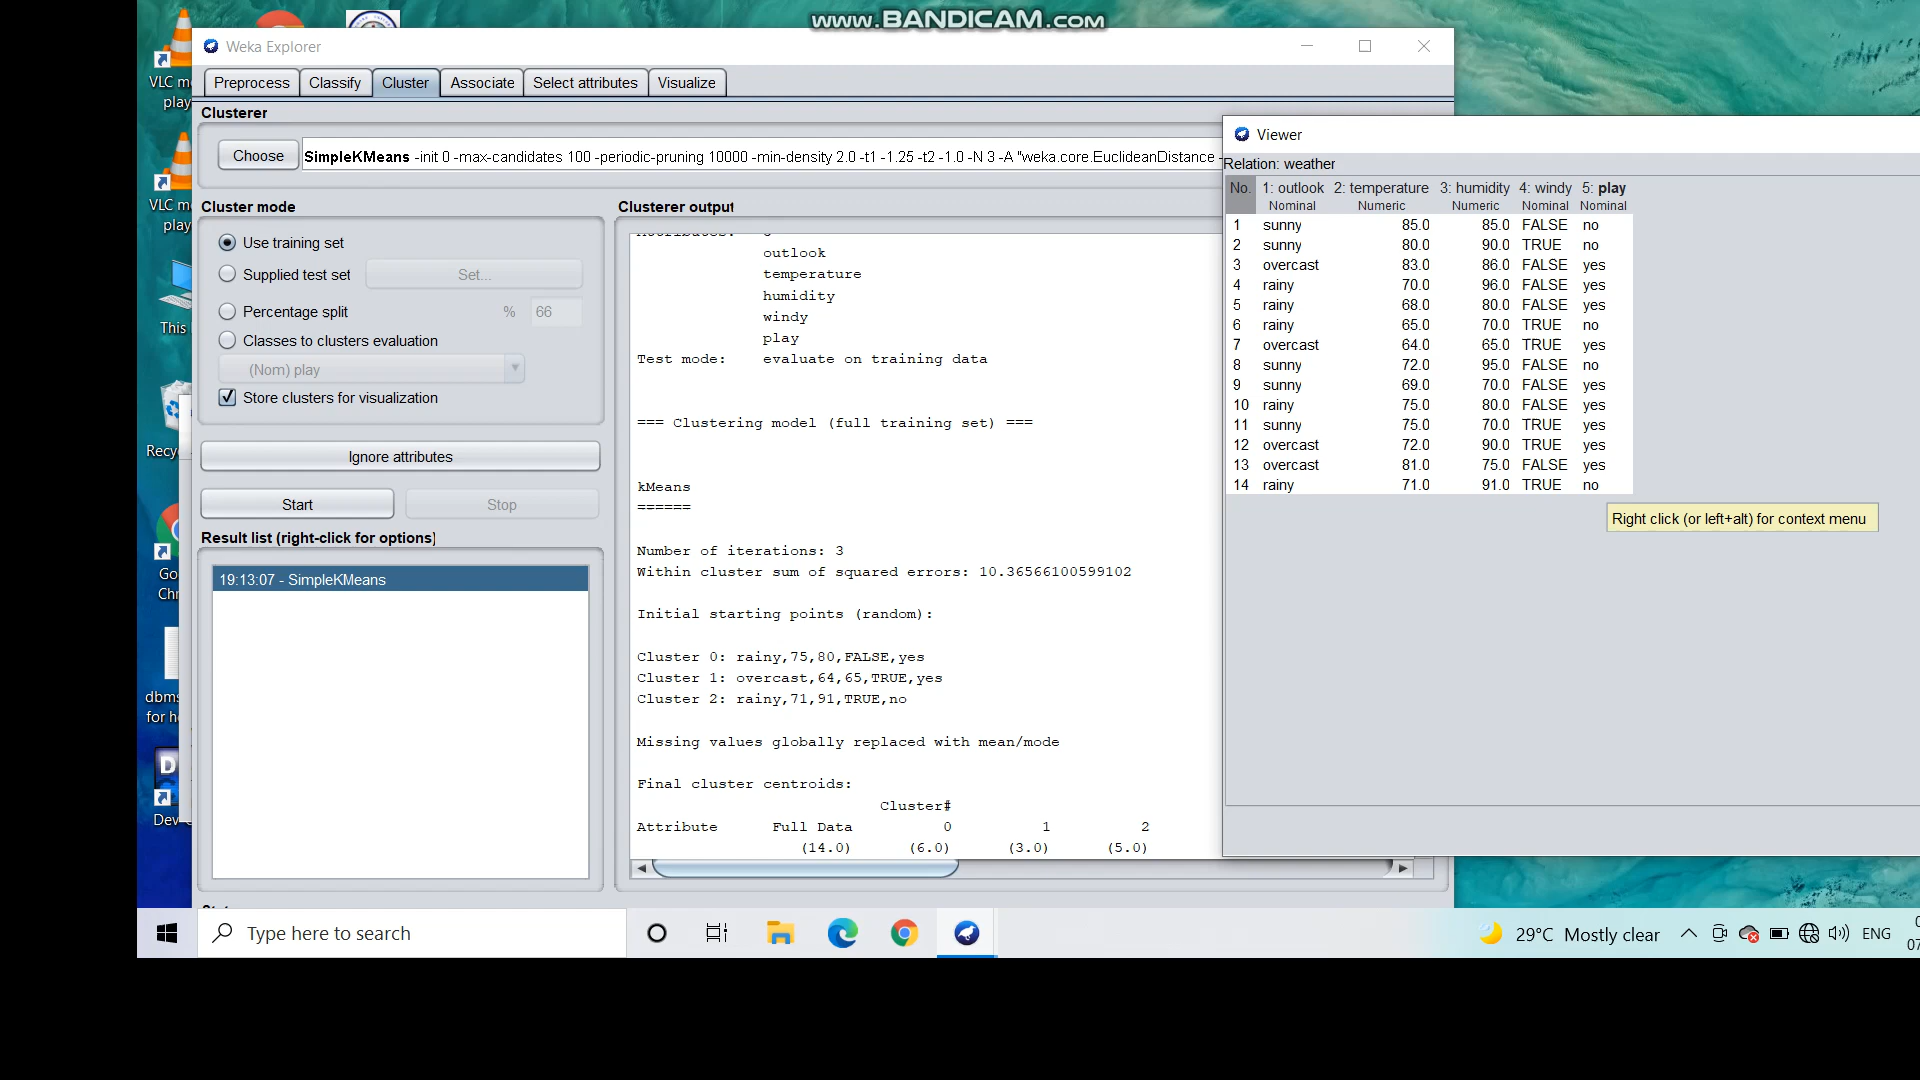 www.BANDICAM.com
VLC me
play
VLC me
play
This
Recy
Go
Chr
dbms
for h
Dev
Weka Explorer
Preprocess Classify Cluster Associate Select attributes Visualize
Clusterer
Choose SimpleKMeans -init 0 -max-candidates 100 -periodic-pruning 10000 -min-density 2.0 -t1 -1.25 -t2 -1.0 -N 3 -A "weka.core.EuclideanDistance -
Cluster mode
Use training set
Supplied test set Set...
Percentage split % 66
Classes to clusters evaluation
(Nom) play
Store clusters for visualization
Ignore attributes
Start Stop
Result list (right-click for options)
19:13:07 - SimpleKMeans
Clusterer output
outlook
temperature
humidity
windy
play
Test mode: evaluate on training data
=== Clustering model (full training set) ===
kMeans
======
Number of iterations: 3
Within cluster sum of squared errors: 10.36566100599102
Initial starting points (random):
Cluster 0: rainy,75,80,FALSE,yes
Cluster 1: overcast,64,65,TRUE,yes
Cluster 2: rainy,71,91,TRUE,no
Missing values globally replaced with mean/mode
Final cluster centroids:
Cluster#
Attribute Full Data 0 1 2
(14.0) (6.0) (3.0) (5.0)
Viewer
Relation: weather
No. 1: outlook 2: temperature 3: humidity 4: windy 5: play
Nominal Numeric Numeric Nominal Nominal
1 sunny 85.0 85.0 FALSE no
2 sunny 80.0 90.0 TRUE no
3 overcast 83.0 86.0 FALSE yes
4 rainy 70.0 96.0 FALSE yes
5 rainy 68.0 80.0 FALSE yes
6 rainy 65.0 70.0 TRUE no
7 overcast 64.0 65.0 TRUE yes
8 sunny 72.0 95.0 FALSE no
9 sunny 69.0 70.0 FALSE yes
10 rainy 75.0 80.0 FALSE yes
11 sunny 75.0 70.0 TRUE yes
12 overcast 72.0 90.0 TRUE yes
13 overcast 81.0 75.0 FALSE yes
14 rainy 71.0 91.0 TRUE no
Right click (or left+alt) for context menu
Type here to search
29°C Mostly clear
ENG
07